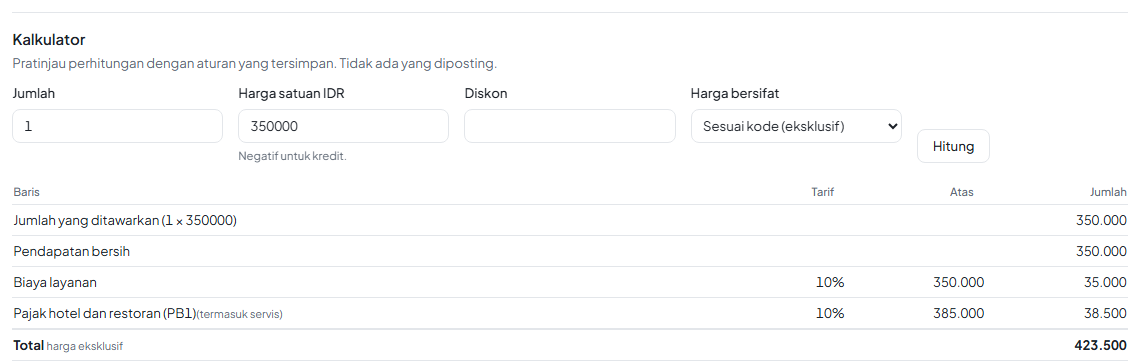 Kalkulator
Pratinjau perhitungan dengan aturan yang tersimpan. Tidak ada yang diposting.
Jumlah Harga satuan IDR Diskon Harga bersifat
1 350000 Sesuai kode (eksklusif)
Hitung
Negatif untuk kredit.
Baris Tarif Atas Jumlah
Jumlah yang ditawarkan (1 × 350000) 350.000
Pendapatan bersih 350.000
Biaya layanan 10% 350.000 35.000
Pajak hotel dan restoran (PB1)(termasuk servis) 10% 385.000 38.500
Total harga eksklusif 423.500